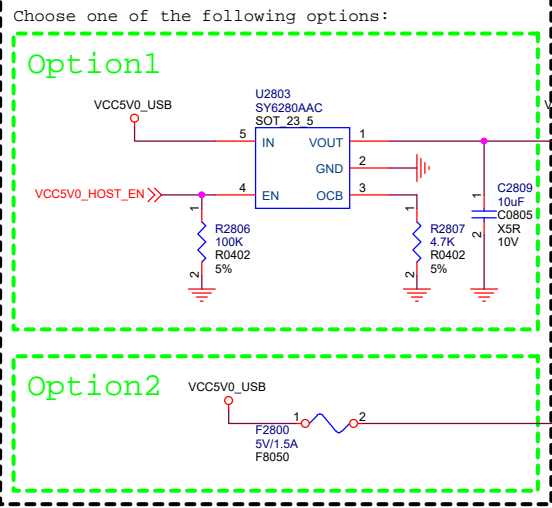 Choose one of the following options:
Option1
U2803
SY6280AAC
SOT_23_5
VCC5V0_USB
5 IN VOUT 1
GND 2
VCC5V0_HOST_EN 4 EN OCB 3
1
R2806
100K
R0402
5%
2
1
R2807
4.7K
R0402
5%
2
1
C2809
10uF
C0805
X5R
10V
2
Option2
VCC5V0_USB
1 2
F2800
5V/1.5A
F8050